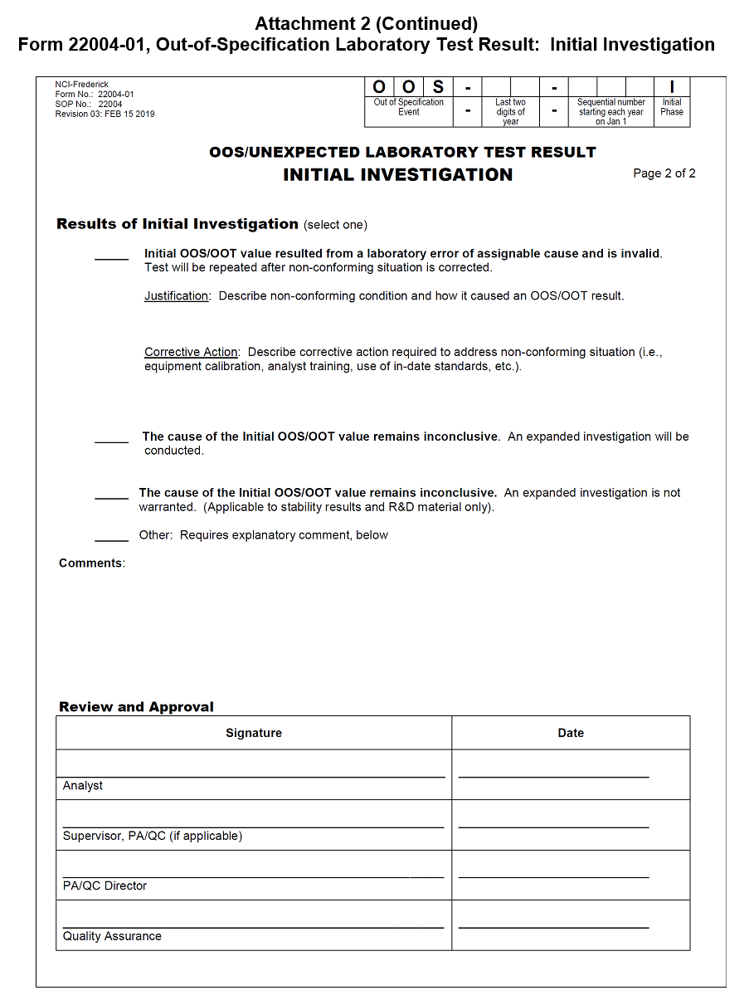 Attachment 2 (Continued)
Form 22004-01, Out-of-Specification Laboratory Test Result:  Initial Investigation
NCI-Frederick
Form No.:  22004-01
SOP No.:  22004
Revision 03: FEB 15 2019
O O S - - I
Out of Specification Event - Last two digits of year - Sequential number starting each year on Jan 1 Initial Phase
OOS/UNEXPECTED LABORATORY TEST RESULT
INITIAL INVESTIGATION
Page 2 of 2
Results of Initial Investigation (select one)
_____ Initial OOS/OOT value resulted from a laboratory error of assignable cause and is invalid.
Test will be repeated after non-conforming situation is corrected.
Justification:  Describe non-conforming condition and how it caused an OOS/OOT result.
Corrective Action:  Describe corrective action required to address non-conforming situation (i.e.,
equipment calibration, analyst training, use of in-date standards, etc.).
_____ The cause of the Initial OOS/OOT value remains inconclusive.  An expanded investigation will be
conducted.
_____ The cause of the Initial OOS/OOT value remains inconclusive.  An expanded investigation is not
warranted.  (Applicable to stability results and R&D material only).
_____ Other:  Requires explanatory comment, below
Comments:
Review and Approval
Signature Date
Analyst
Supervisor, PA/QC (if applicable)
PA/QC Director
Quality Assurance